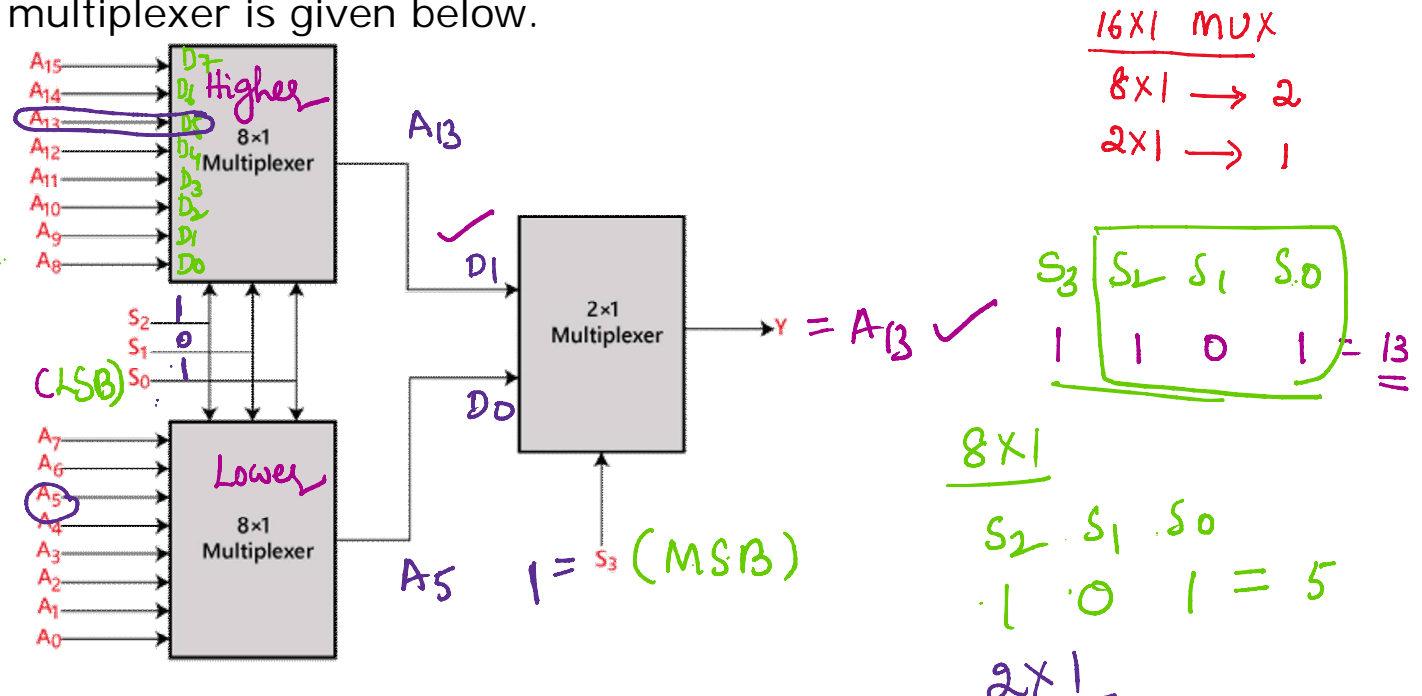 multiplexer is given below.
16X1 MUX
8X1 → 2
2X1 → 1
A15 D7
A14 D6 Higher
A13 D5
A12 D4
A11 D3
A10 D2
A9 D1
A8 D0
8×1
Multiplexer
A13
S2 1
S1 0
(LSB) S0 1
A7
A6
A5
A4
A3
A2
A1
A0
Lower
8×1
Multiplexer
A5
D1
D0
2×1
Multiplexer
Y = A13 ✓
1 = S3 (MSB)
S3 S2 S1 S0
1 1 0 1 = 13
8X1
S2 S1 S0
1 0 1 = 5
2X1